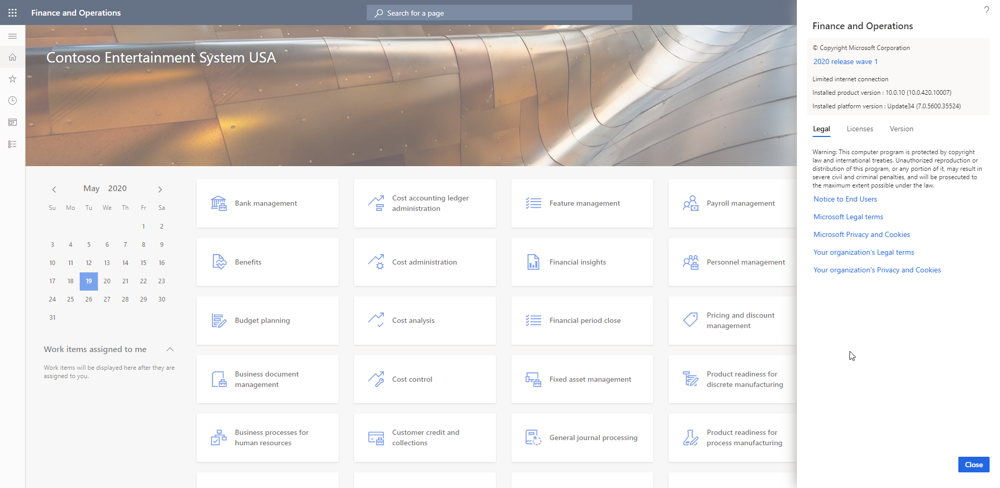 Finance and Operations
Search for a page
?
Contoso Entertainment System USA
May 2020
Su Mo Tu We Th Fr Sa
1 2
3 4 5 6 7 8 9
10 11 12 13 14 15 16
17 18 19 20 21 22 23
24 25 26 27 28 29 30
31
Work items assigned to me
Work items will be displayed here after they are
assigned to you.
Bank management
Cost accounting ledger
administration
Feature management
Payroll management
Benefits
Cost administration
Financial insights
Personnel management
Budget planning
Cost analysis
Financial period close
Pricing and discount
management
Business document
management
Cost control
Fixed asset management
Product readiness for
discrete manufacturing
Business processes for
human resources
Customer credit and
collections
General journal processing
Product readiness for
process manufacturing
Finance and Operations
© Copyright Microsoft Corporation
2020 release wave 1
Limited internet connection
Installed product version : 10.0.10 (10.0.420.10007)
Installed platform version : Update34 (7.0.5600.35524)
Legal Licenses Version
Warning: This computer program is protected by copyright
law and international treaties. Unauthorized reproduction or
distribution of this program, or any portion of it, may result in
severe civil and criminal penalties, and will be prosecuted to
the maximum extent possible under the law.
Notice to End Users
Microsoft Legal terms
Microsoft Privacy and Cookies
Your organization's Legal terms
Your organization's Privacy and Cookies
Close